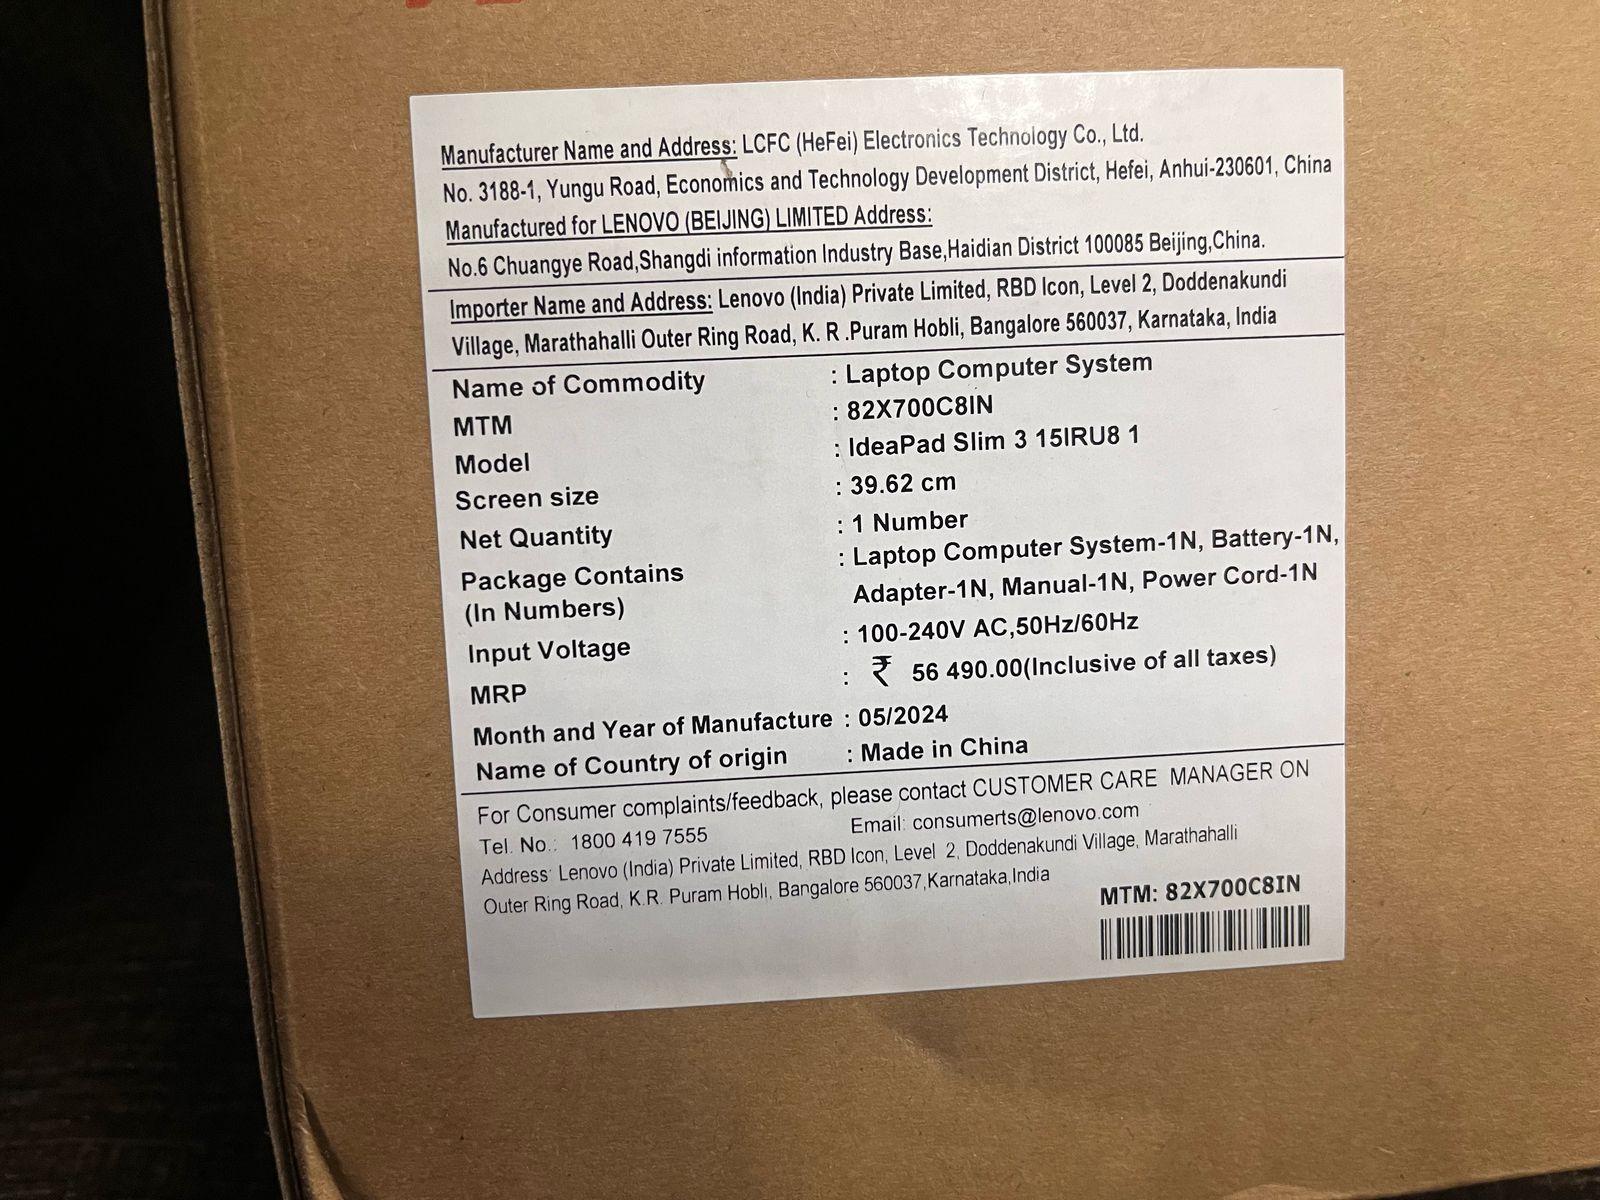 Manufacturer Name and Address: LCFC (HeFei) Electronics Technology Co., Ltd.
No. 3188-1, Yungu Road, Economics and Technology Development District, Hefei, Anhui-230601, China
Manufactured for LENOVO (BEIJING) LIMITED Address:
No.6 Chuangye Road,Shangdi information Industry Base,Haidian District 100085 Beijing,China.
Importer Name and Address: Lenovo (India) Private Limited, RBD Icon, Level 2, Doddenakundi
Village, Marathahalli Outer Ring Road, K. R .Puram Hobli, Bangalore 560037, Karnataka, India
Name of Commodity : Laptop Computer System
MTM : 82X700C8IN
Model : IdeaPad Slim 3 15IRU8 1
Screen size : 39.62 cm
Net Quantity : 1 Number
Package Contains : Laptop Computer System-1N, Battery-1N,
(In Numbers) Adapter-1N, Manual-1N, Power Cord-1N
Input Voltage : 100-240V AC,50Hz/60Hz
MRP : ₹ 56 490.00(Inclusive of all taxes)
Month and Year of Manufacture : 05/2024
Name of Country of origin : Made in China
For Consumer complaints/feedback, please contact CUSTOMER CARE MANAGER ON
Tel. No.: 1800 419 7555 Email: consumerts@lenovo.com
Address: Lenovo (India) Private Limited, RBD Icon, Level 2, Doddenakundi Village, Marathahalli
Outer Ring Road, K.R. Puram Hobli, Bangalore 560037,Karnataka,India
MTM: 82X700C8IN